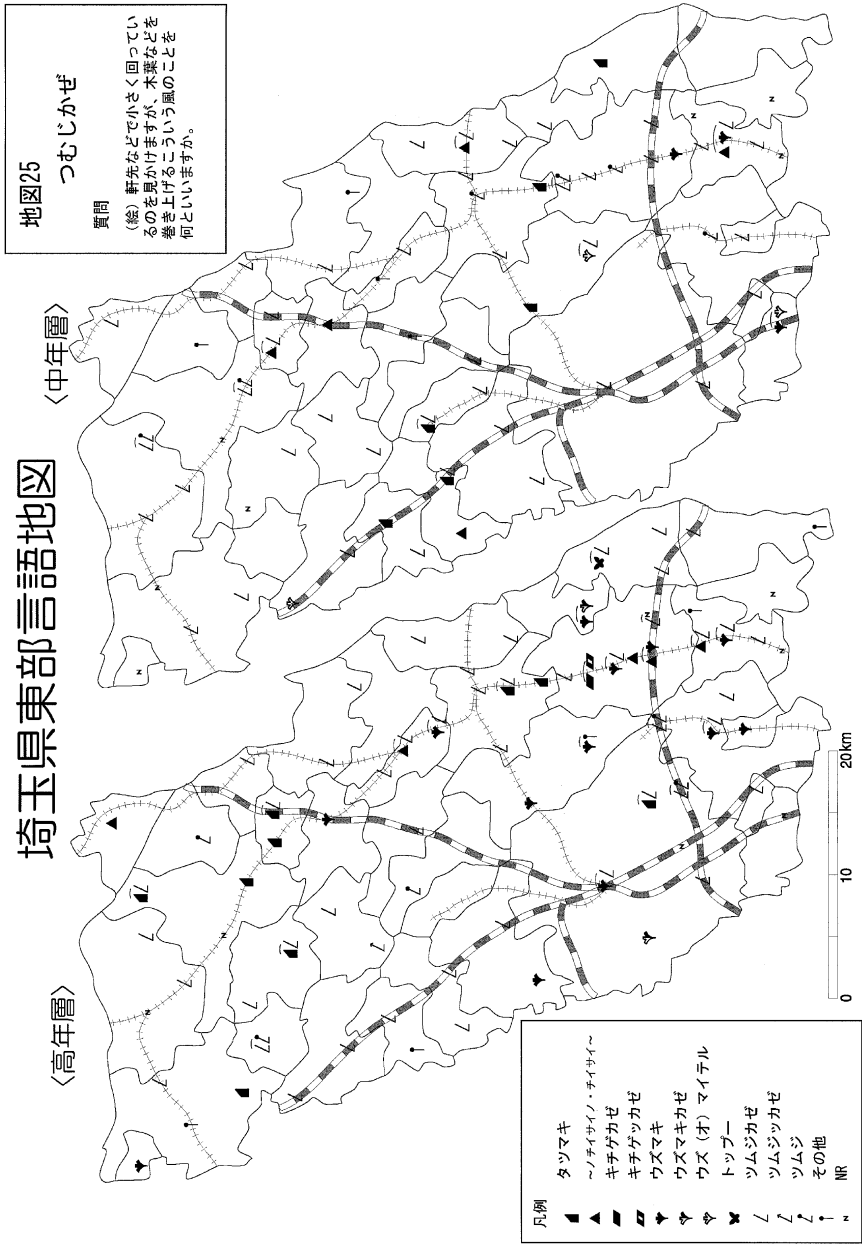 埼玉県東部言語地図
地図25
つむじかぜ
質問
(絵)軒先などで小さく回ってい
るのを見かけますが、木葉などを
巻き上げるこういう風のことを
何といいますか。
〈高年層〉
〈中年層〉
凡例
タツマキ
~ノチイサイノ・チイサイ~
キチゲカゼ
キチゲッカゼ
ウズマキ
ウズマキカゼ
ウズ(オ)マイテル
トップー
ツムジカゼ
ツムジッカゼ
ツムジ
その他
N NR
0 10 20km